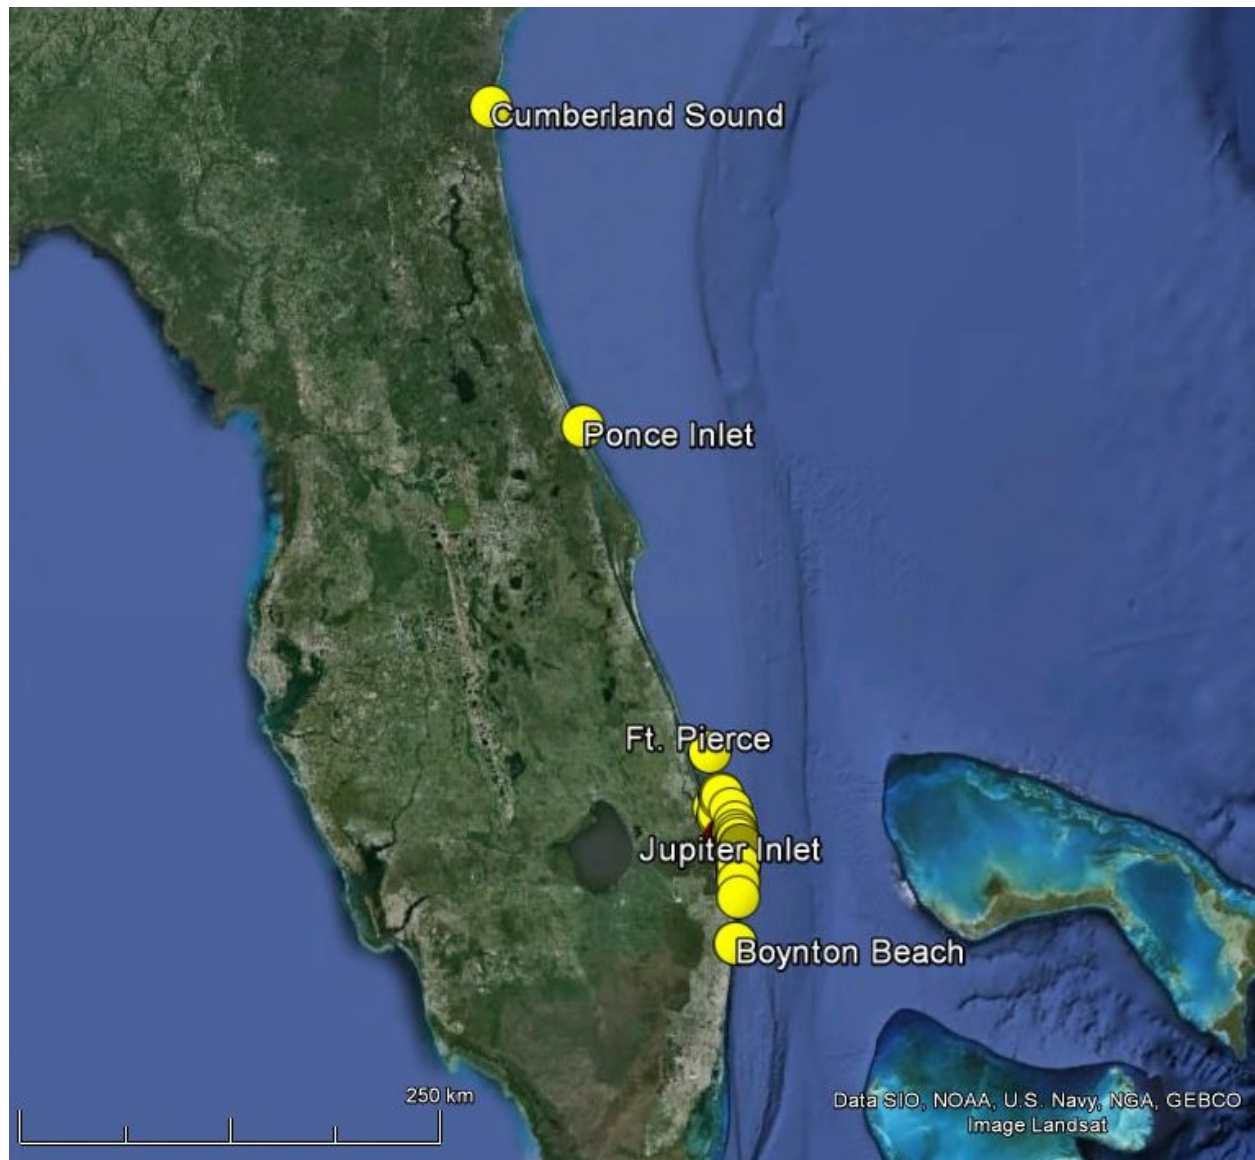 Cumberland Sound
Ponce Inlet
Ft. Pierce
Jupiter Inlet
Boynton Beach
250 km
Data SIO, NOAA, U.S. Navy, NGA, GEBCO
Image Landsat